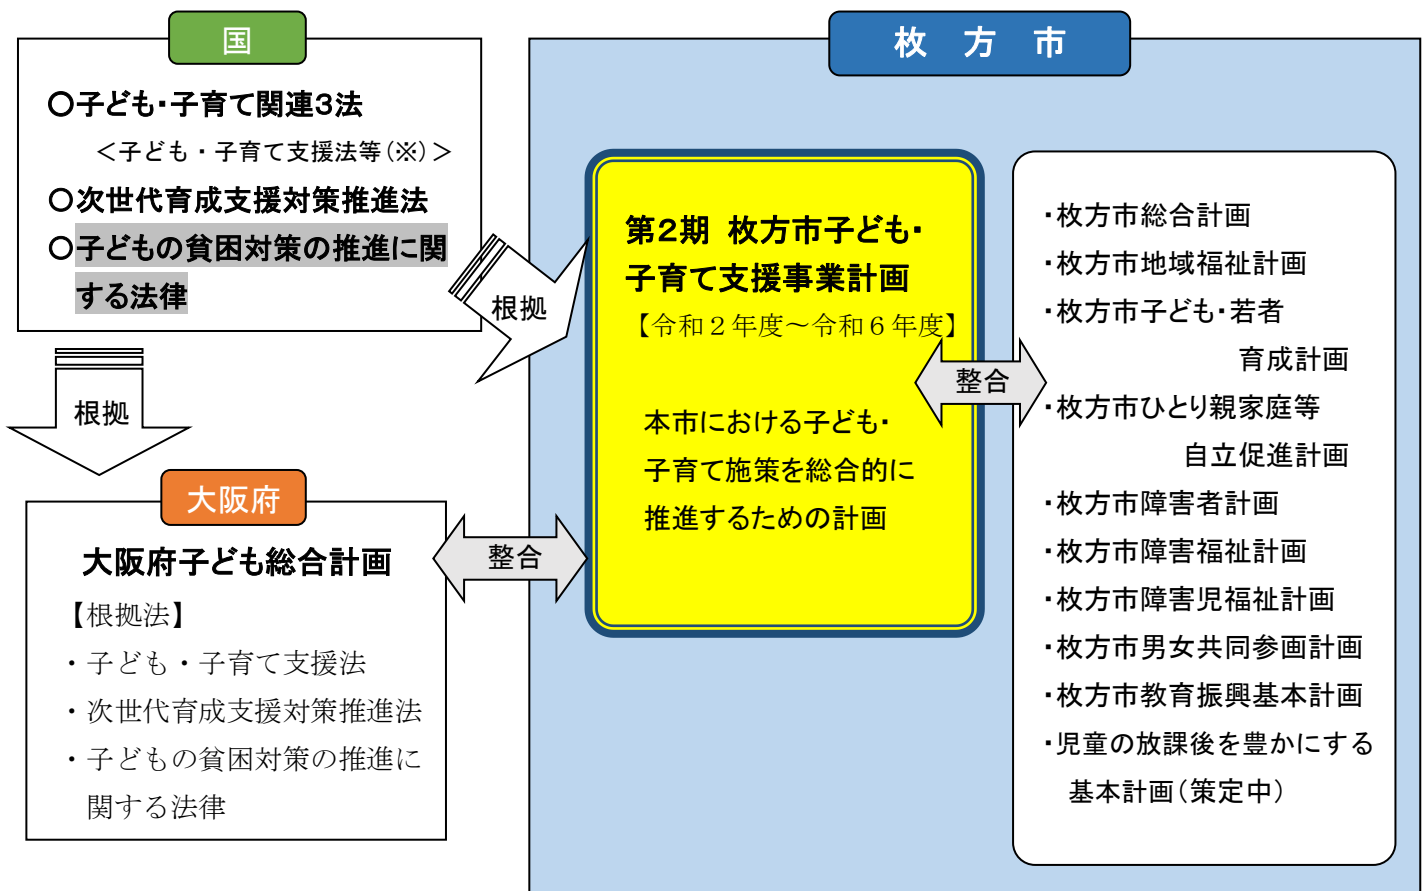 国
〇子ども・子育て関連3法
＜子ども・子育て支援法等(※)＞
〇次世代育成支援対策推進法
〇子どもの貧困対策の推進に関
する法律
根拠
根拠
大阪府
大阪府子ども総合計画
【根拠法】
・子ども・子育て支援法
・次世代育成支援対策推進法
・子どもの貧困対策の推進に
関する法律
整合
枚 方 市
第2期 枚方市子ども・
子育て支援事業計画
【令和２年度～令和６年度】
本市における子ども・
子育て施策を総合的に
推進するための計画
整合
・枚方市総合計画
・枚方市地域福祉計画
・枚方市子ども・若者
育成計画
・枚方市ひとり親家庭等
自立促進計画
・枚方市障害者計画
・枚方市障害福祉計画
・枚方市障害児福祉計画
・枚方市男女共同参画計画
・枚方市教育振興基本計画
・児童の放課後を豊かにする
基本計画（策定中）